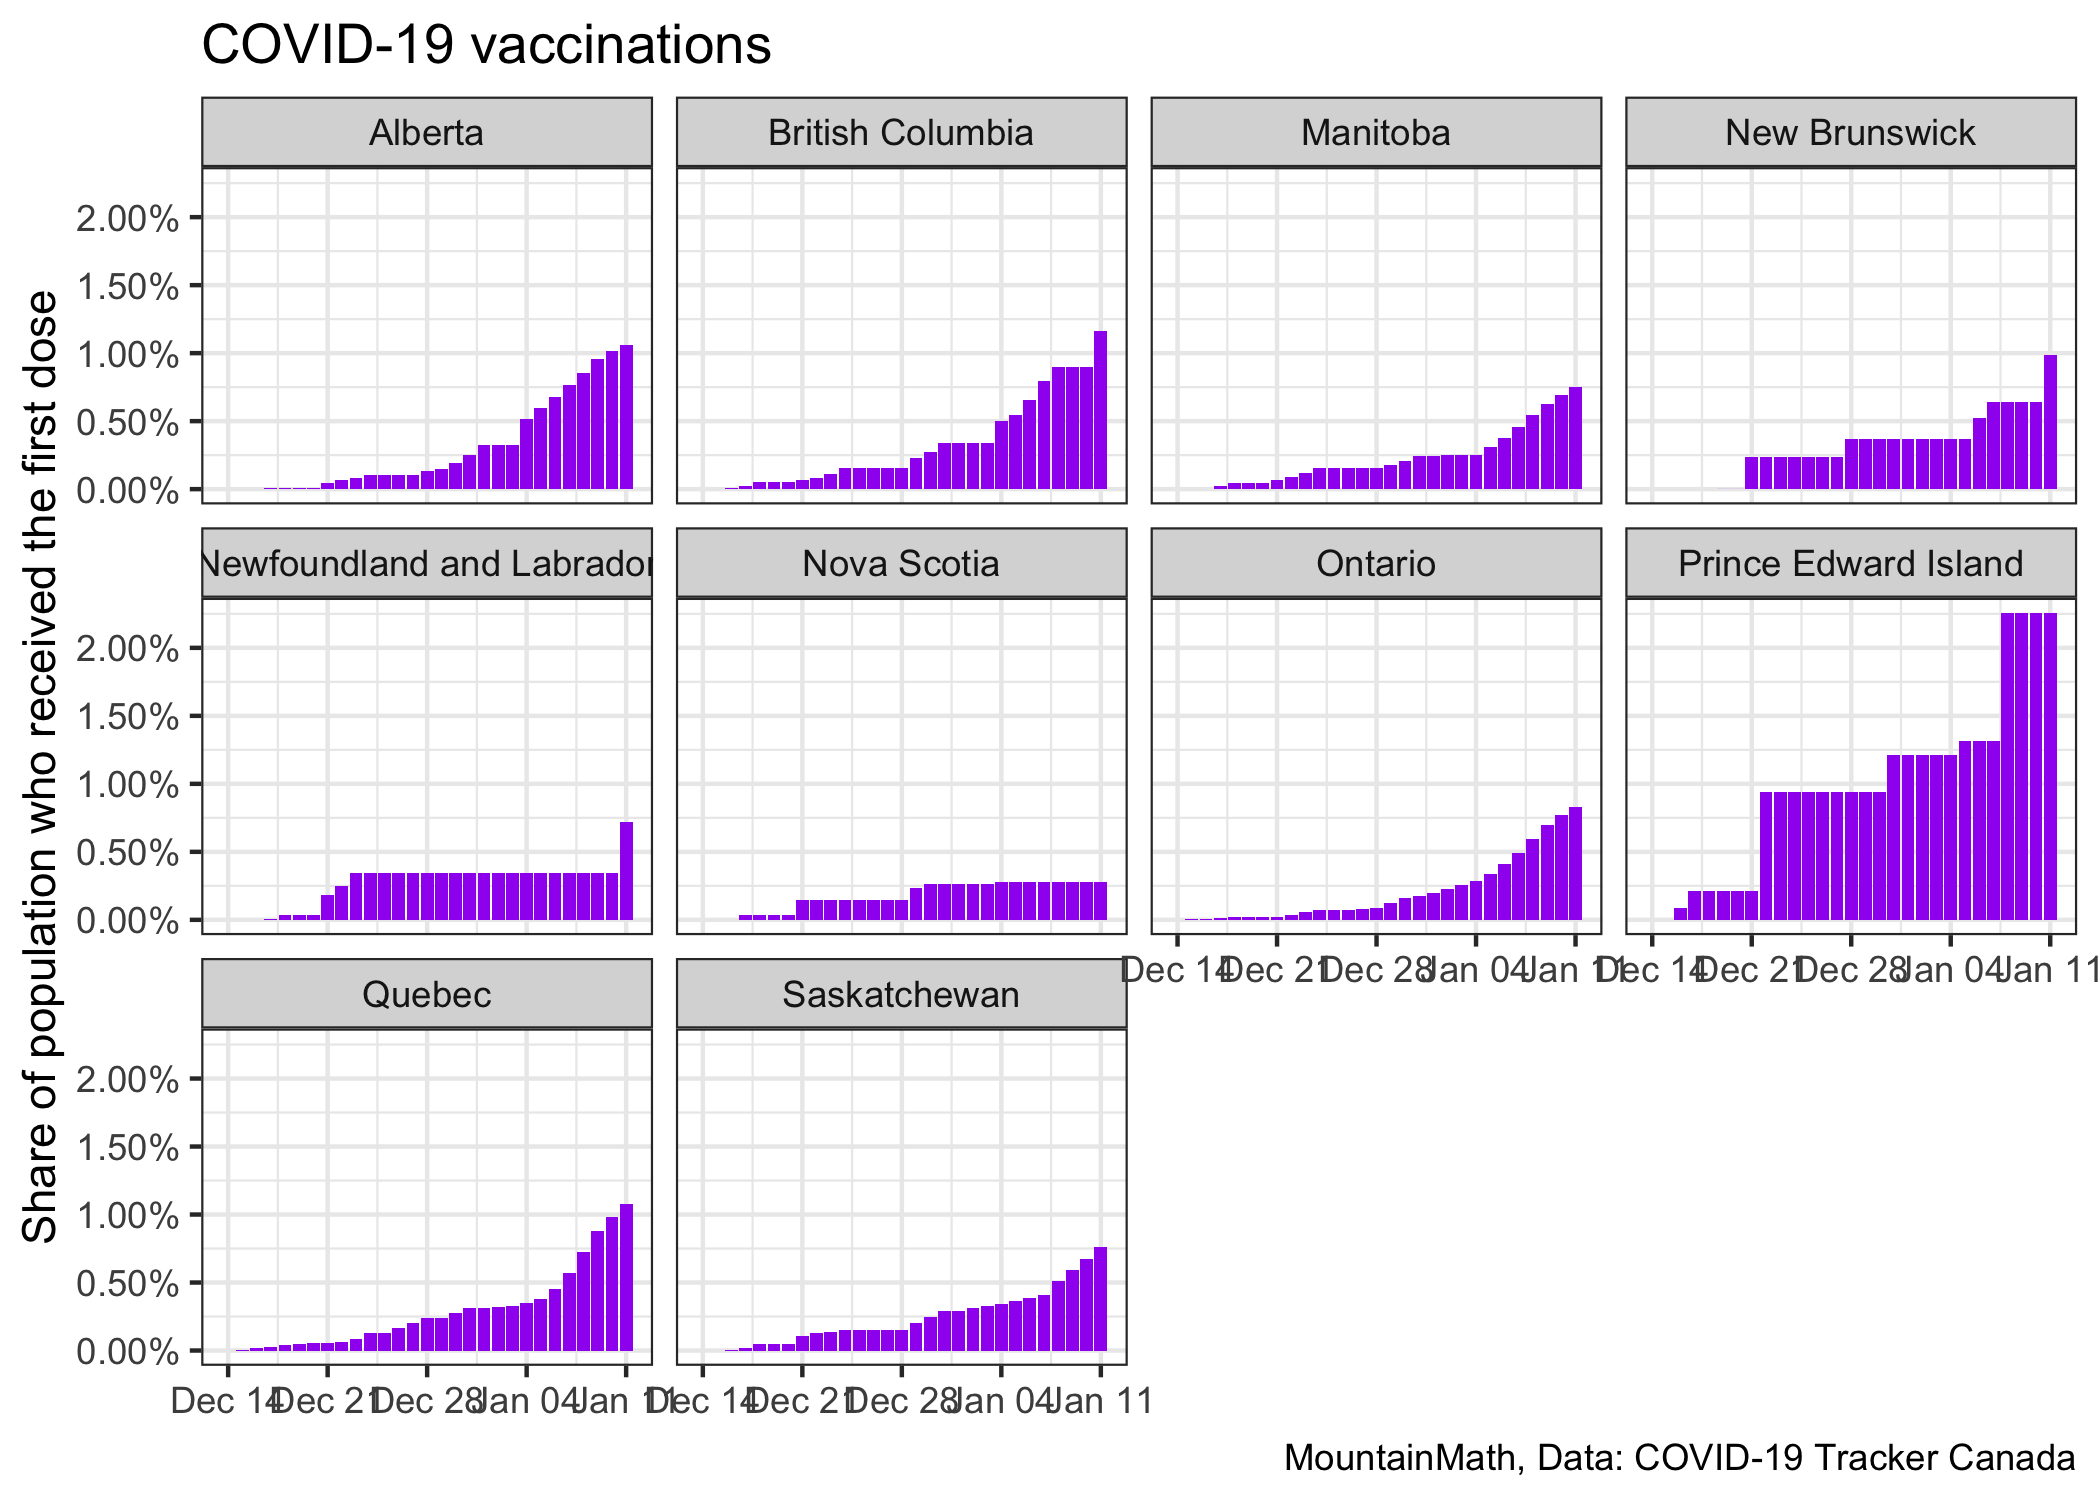 COVID-19 vaccinations
Alberta
British Columbia
Manitoba
New Brunswick
2.00%
1.50%
1.00%
0.50%
0.00%
Newfoundland and Labrador
Nova Scotia
Ontario
Prince Edward Island
2.00%
1.50%
1.00%
0.50%
0.00%
Dec 14 Dec 21 Dec 28 Jan 04 Jan 11
Dec 14 Dec 21 Dec 28 Jan 04 Jan 11
Quebec
Saskatchewan
2.00%
1.50%
1.00%
0.50%
0.00%
Dec 14 Dec 21 Dec 28 Jan 04 Jan 11
Dec 14 Dec 21 Dec 28 Jan 04 Jan 11
Share of population who received the first dose
MountainMath, Data: COVID-19 Tracker Canada